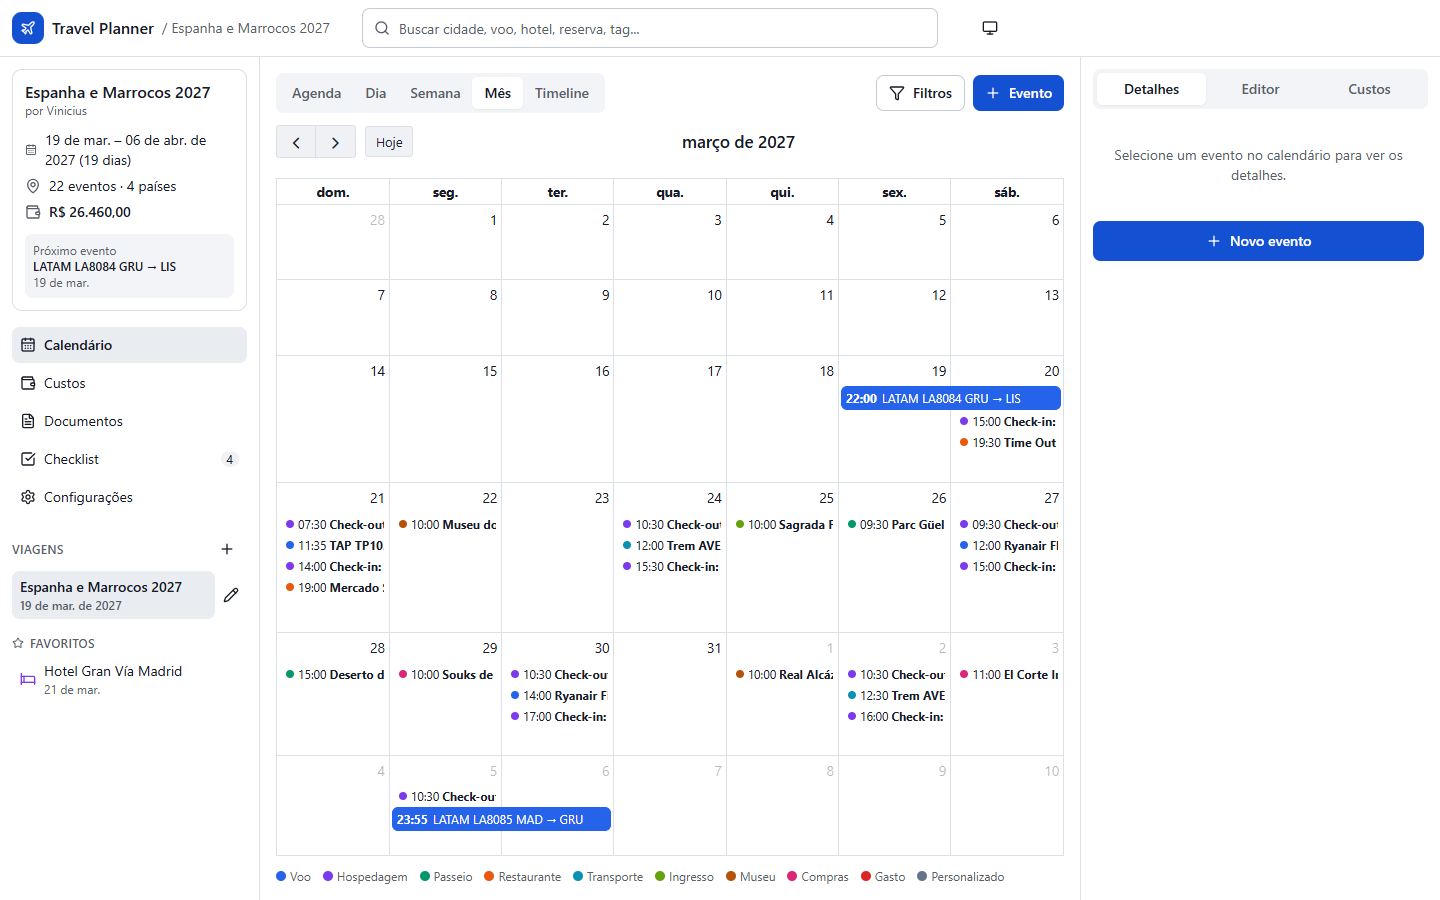 Travel Planner / Espanha e Marrocos 2027
Buscar cidade, voo, hotel, reserva, tag...
Espanha e Marrocos 2027
por Vinicius
19 de mar. – 06 de abr. de
2027 (19 dias)
22 eventos · 4 países
R$ 26.460,00
Próximo evento
LATAM LA8084 GRU → LIS
19 de mar.
Calendário
Custos
Documentos
Checklist 4
Configurações
VIAGENS
Espanha e Marrocos 2027
19 de mar. de 2027
FAVORITOS
Hotel Gran Vía Madrid
21 de mar.
Agenda Dia Semana Mês Timeline
Filtros
Evento
Hoje
março de 2027
dom. seg. ter. qua. qui. sex. sáb.
28 1 2 3 4 5 6
7 8 9 10 11 12 13
14 15 16 17 18 19 20
22:00 LATAM LA8084 GRU → LIS
15:00 Check-in:
19:30 Time Out
21 22 23 24 25 26 27
07:30 Check-out
11:35 TAP TP10
14:00 Check-in:
19:00 Mercado
10:00 Museu do
10:30 Check-out
12:00 Trem AVE
15:30 Check-in:
10:00 Sagrada F
09:30 Parc Güel
09:30 Check-out
12:00 Ryanair F
15:00 Check-in:
28 29 30 31 1 2 3
15:00 Deserto d
10:00 Souks de
10:30 Check-out
14:00 Ryanair F
17:00 Check-in:
10:00 Real Alcáz
10:30 Check-out
12:30 Trem AVE
16:00 Check-in:
11:00 El Corte In
4 5 6 7 8 9 10
10:30 Check-out
23:55 LATAM LA8085 MAD → GRU
Voo Hospedagem Passeio Restaurante Transporte Ingresso Museu Compras Gasto Personalizado
Detalhes Editor Custos
Selecione um evento no calendário para ver os
detalhes.
Novo evento